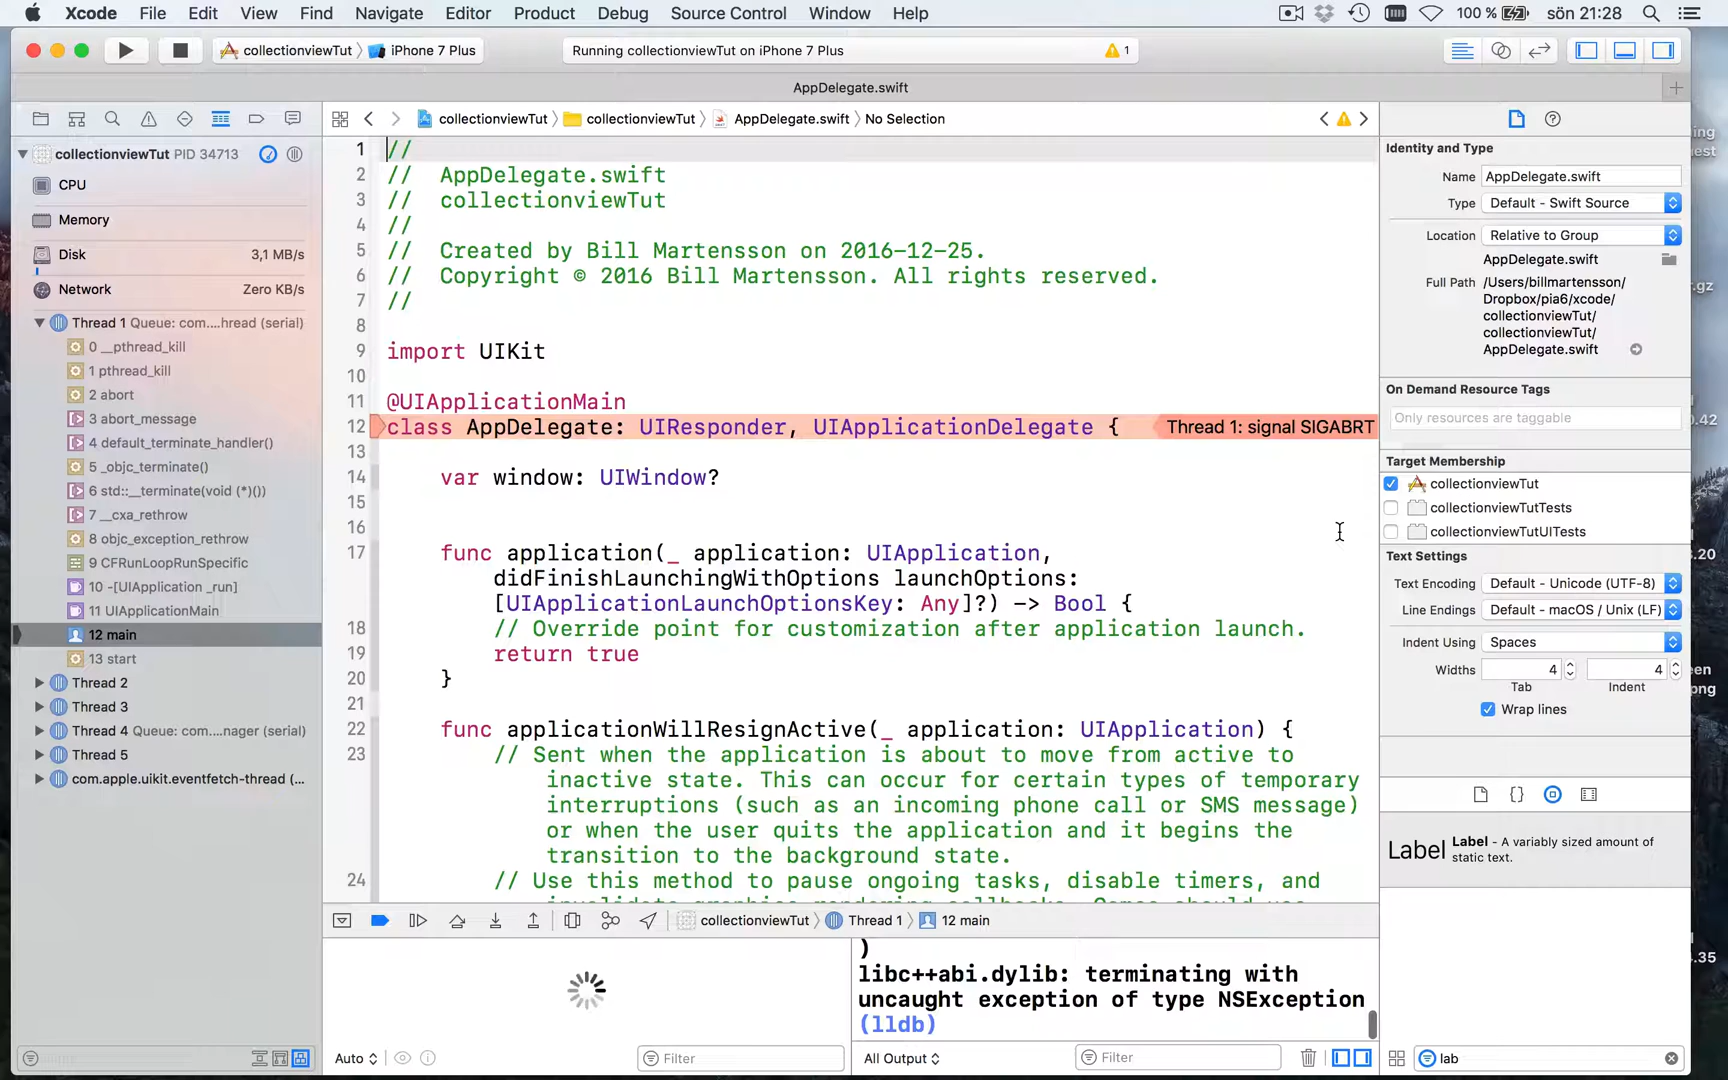 Xcode File Edit View Find Navigate Editor Product Debug Source Control Window Help 100 % sön 21:28
collectionviewTut iPhone 7 Plus Running collectionviewTut on iPhone 7 Plus 1
AppDelegate.swift
collectionviewTut collectionviewTut AppDelegate.swift No Selection
collectionviewTut PID 34713
CPU
Memory
Disk 3,1 MB/s
Network Zero KB/s
Thread 1 Queue: com....hread (serial)
0 __pthread_kill
1 pthread_kill
2 abort
3 abort_message
4 default_terminate_handler()
5 _objc_terminate()
6 std::__terminate(void (*)())
7 __cxa_rethrow
8 objc_exception_rethrow
9 CFRunLoopRunSpecific
10 -[UIApplication _run]
11 UIApplicationMain
12 main
13 start
Thread 2
Thread 3
Thread 4 Queue: com....nager (serial)
Thread 5
com.apple.uikit.eventfetch-thread (...
1 //
2 // AppDelegate.swift
3 // collectionviewTut
4 //
5 // Created by Bill Martensson on 2016-12-25.
6 // Copyright © 2016 Bill Martensson. All rights reserved.
7 //
8
9 import UIKit
10
11 @UIApplicationMain
12 class AppDelegate: UIResponder, UIApplicationDelegate { Thread 1: signal SIGABRT
13
14 var window: UIWindow?
15
16
17 func application(_ application: UIApplication,
didFinishLaunchingWithOptions launchOptions:
[UIApplicationLaunchOptionsKey: Any]?) -> Bool {
18 // Override point for customization after application launch.
19 return true
20 }
21
22 func applicationWillResignActive(_ application: UIApplication) {
23 // Sent when the application is about to move from active to
inactive state. This can occur for certain types of temporary
interruptions (such as an incoming phone call or SMS message)
or when the user quits the application and it begins the
transition to the background state.
24 // Use this method to pause ongoing tasks, disable timers, and
collectionviewTut Thread 1 12 main
)
libc++abi.dylib: terminating with
uncaught exception of type NSException
(lldb)
Auto Filter All Output Filter
Identity and Type
Name AppDelegate.swift
Type Default - Swift Source
Location Relative to Group
AppDelegate.swift
Full Path /Users/billmartensson/
Dropbox/pia6/xcode/
collectionviewTut/
collectionviewTut/
AppDelegate.swift
On Demand Resource Tags
Only resources are taggable
Target Membership
collectionviewTut
collectionviewTutTests
collectionviewTutUITests
Text Settings
Text Encoding Default - Unicode (UTF-8)
Line Endings Default - macOS / Unix (LF)
Indent Using Spaces
Widths 4 4
Tab Indent
Wrap lines
Label Label - A variably sized amount of
static text.
lab